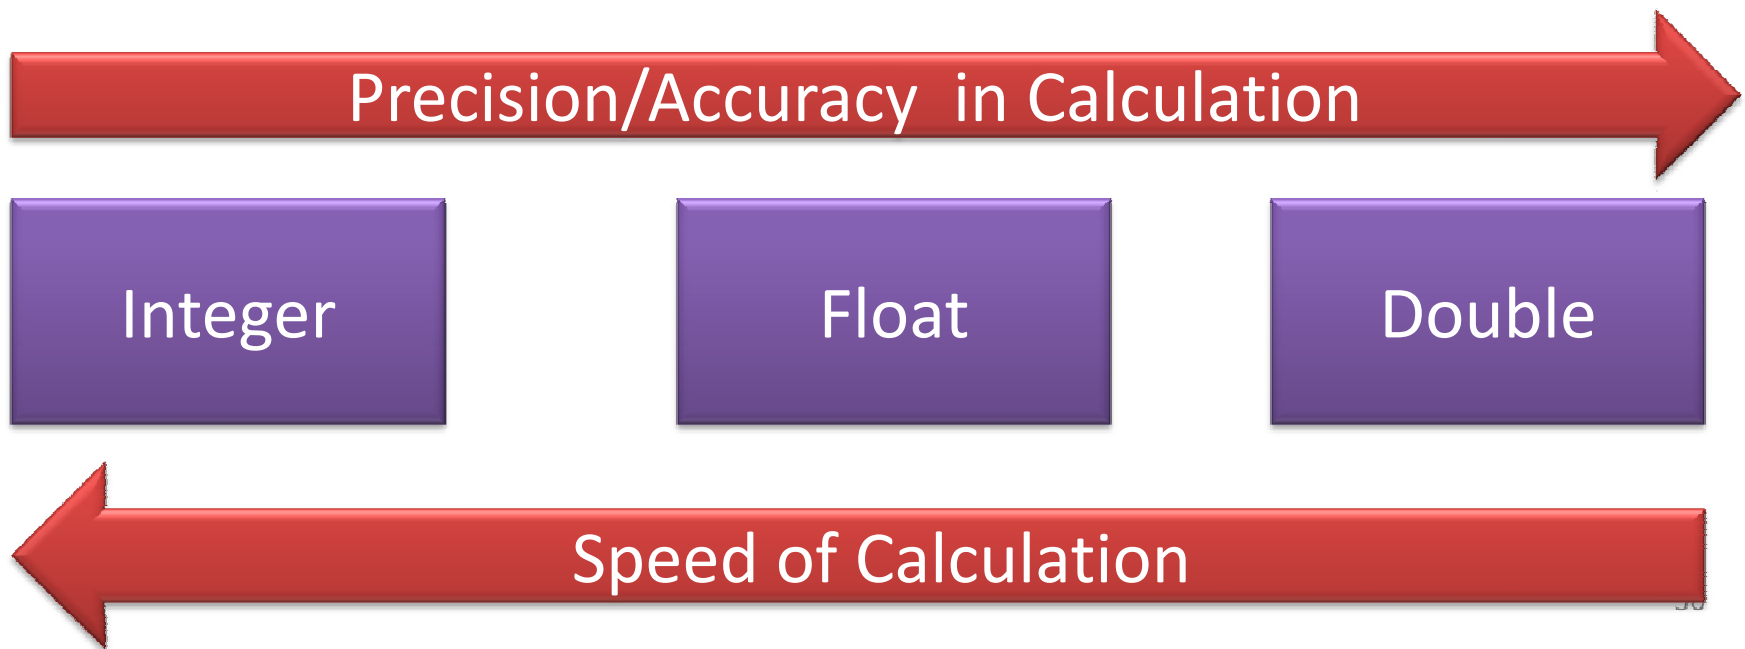 Precision/Accuracy in Calculation
Integer
Float
Double
Speed of Calculation